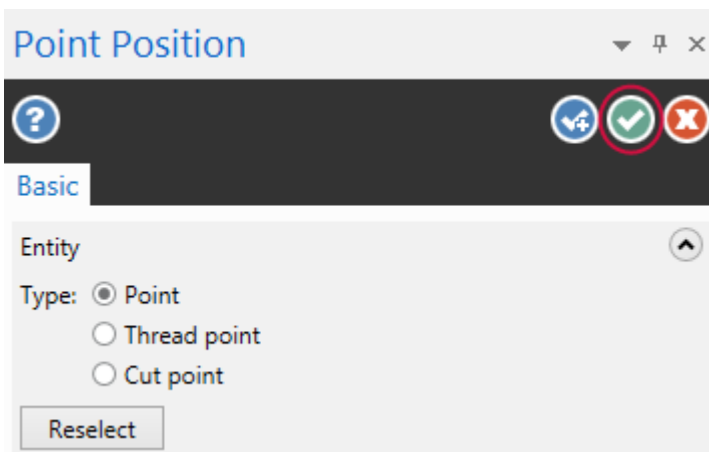 Point Position
Basic
Entity
Type: Point
Thread point
Cut point
Reselect